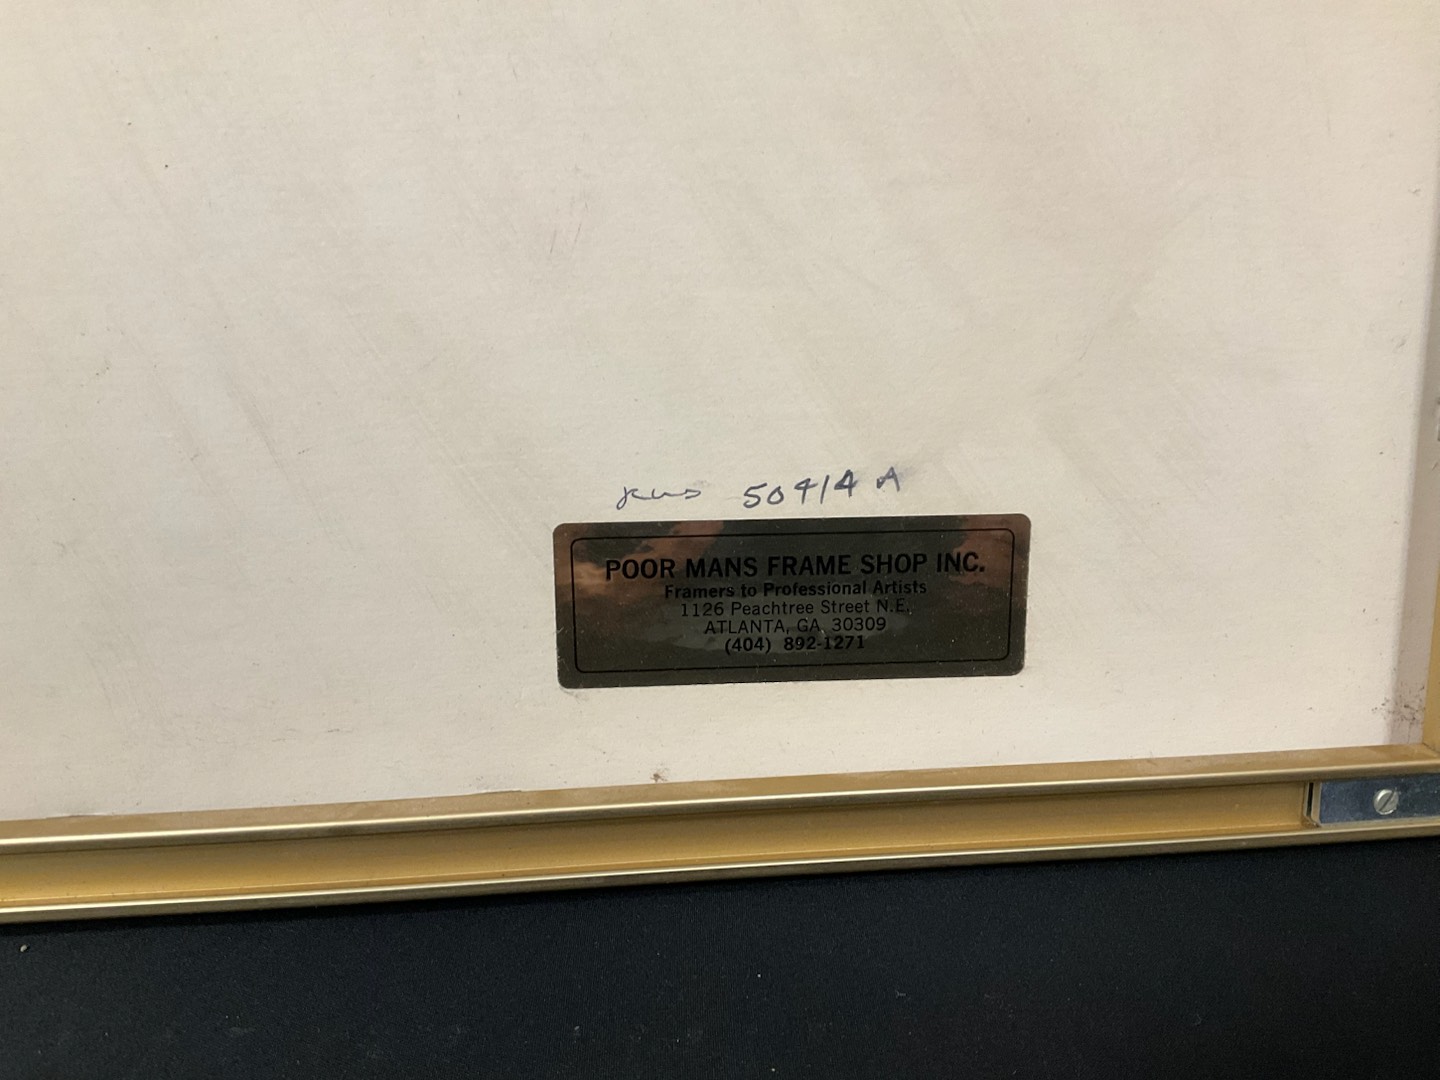 50414 A
POOR MANS FRAME SHOP INC.
Framers to Professional Artists
1126 Peachtree Street N.E.
ATLANTA, GA 30309
(404) 892-1271